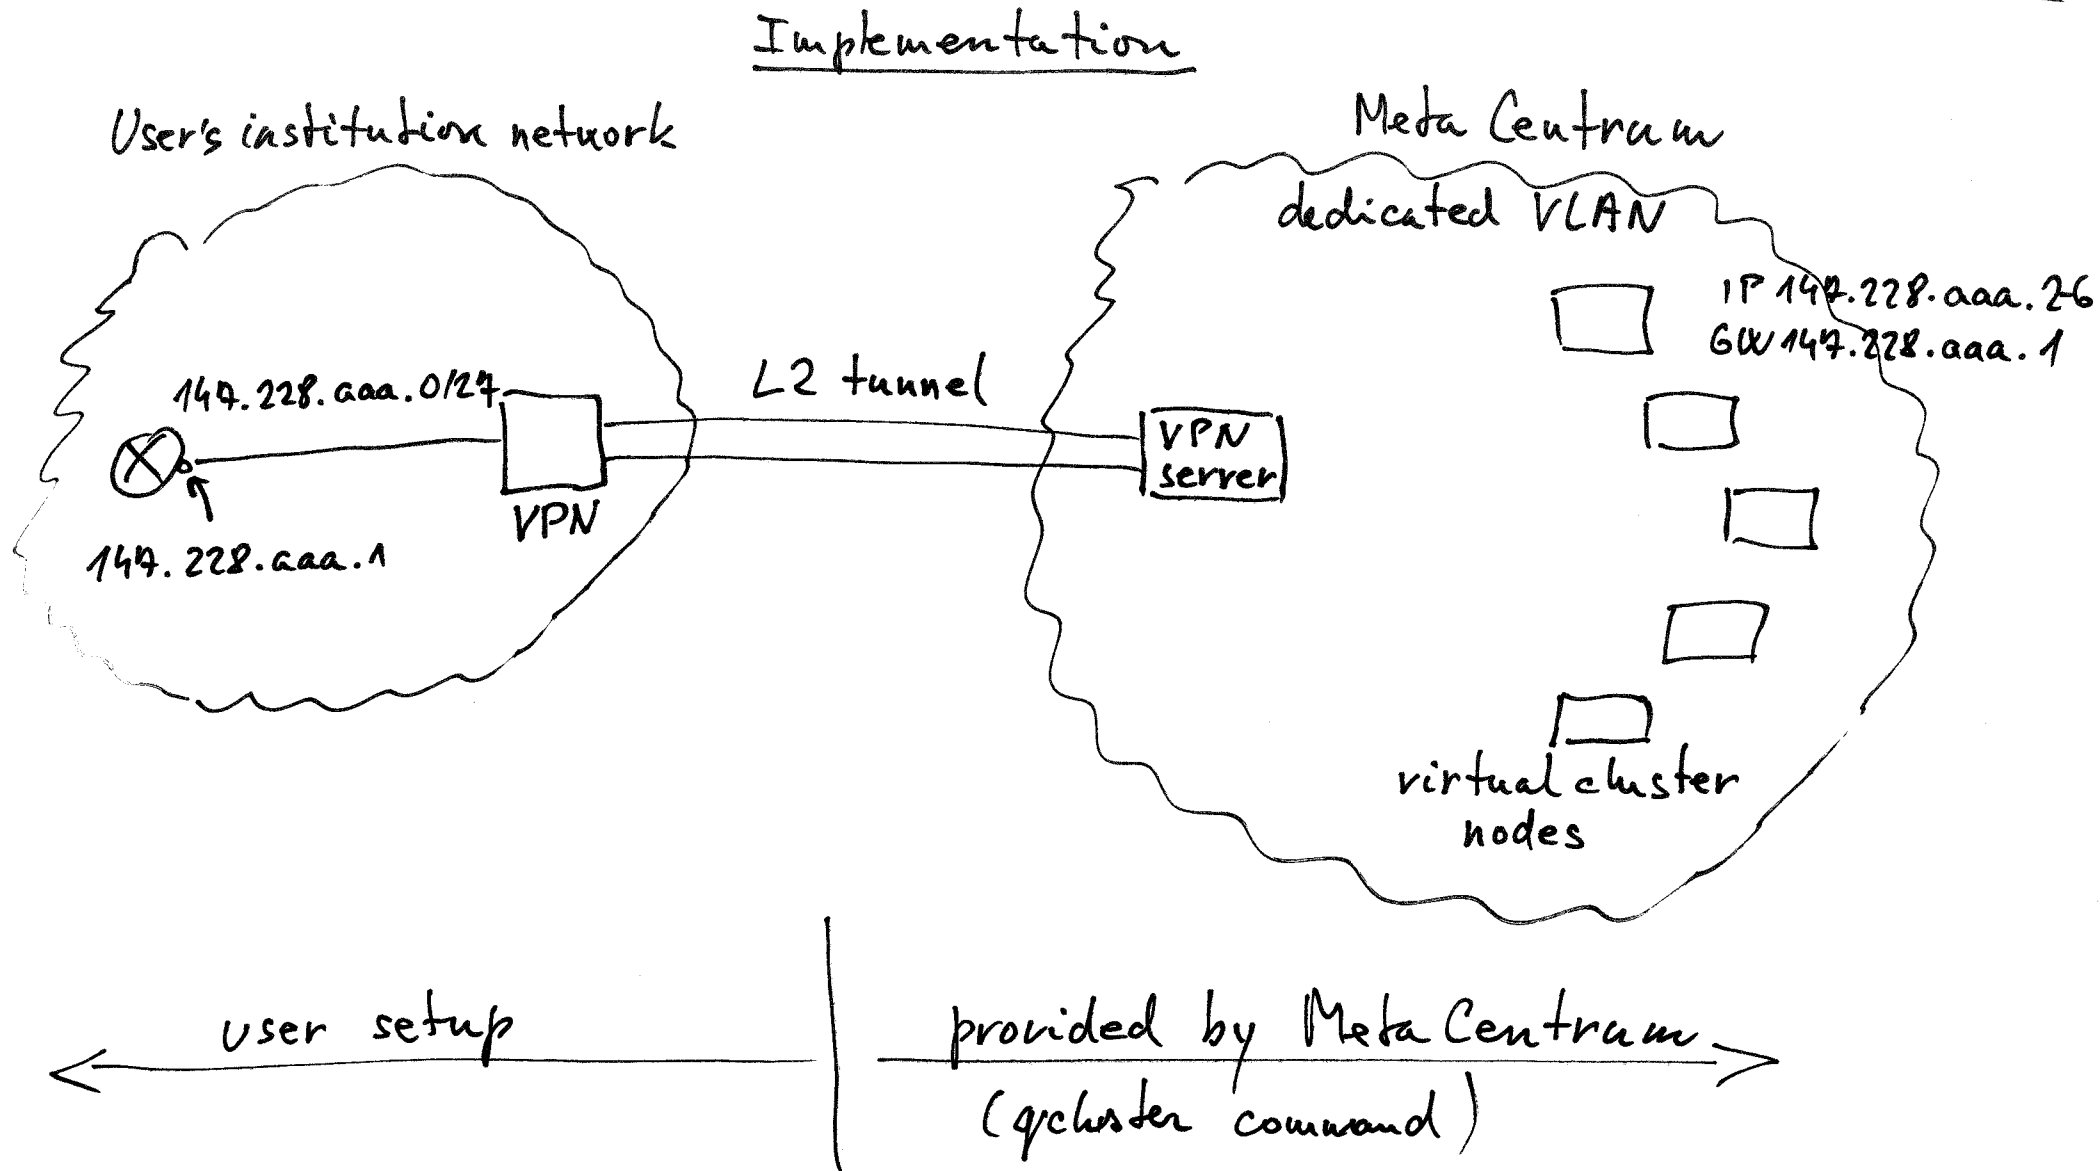 Implementation
User's institution network
Meta Centrum
dedicated VLAN
IP 147.228.aaa.26
GW 147.228.aaa.1
147.228.aaa.0/27
L2 tunnel
VPN
server
VPN
147.228.aaa.1
virtual cluster
nodes
user setup
provided by MetaCentrum
(qcluster command)